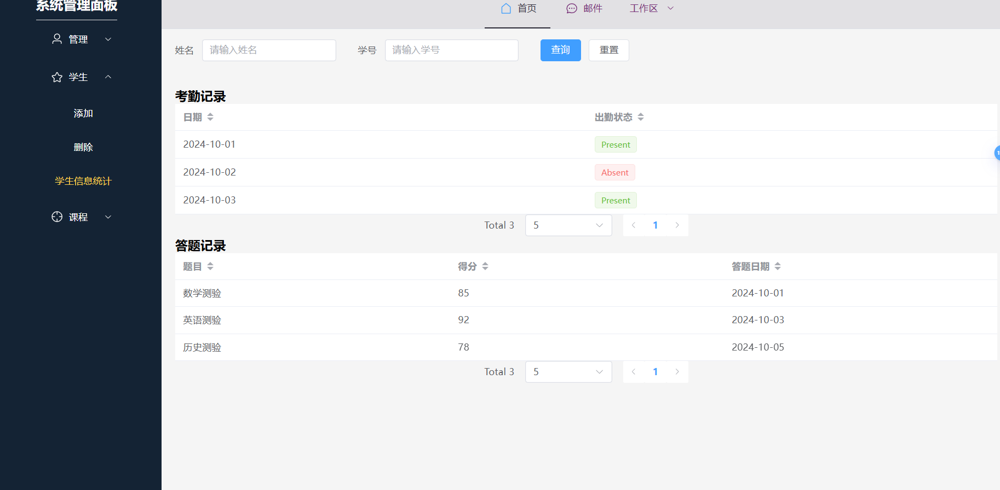 系统管理面板
管理
学生
添加
删除
学生信息统计
课程
首页 邮件 工作区
姓名 请输入姓名 学号 请输入学号 查询 重置
考勤记录
日期 出勤状态
2024-10-01 Present
2024-10-02 Absent
2024-10-03 Present
Total 3 5 1
答题记录
题目 得分 答题日期
数学测验 85 2024-10-01
英语测验 92 2024-10-03
历史测验 78 2024-10-05
Total 3 5 1